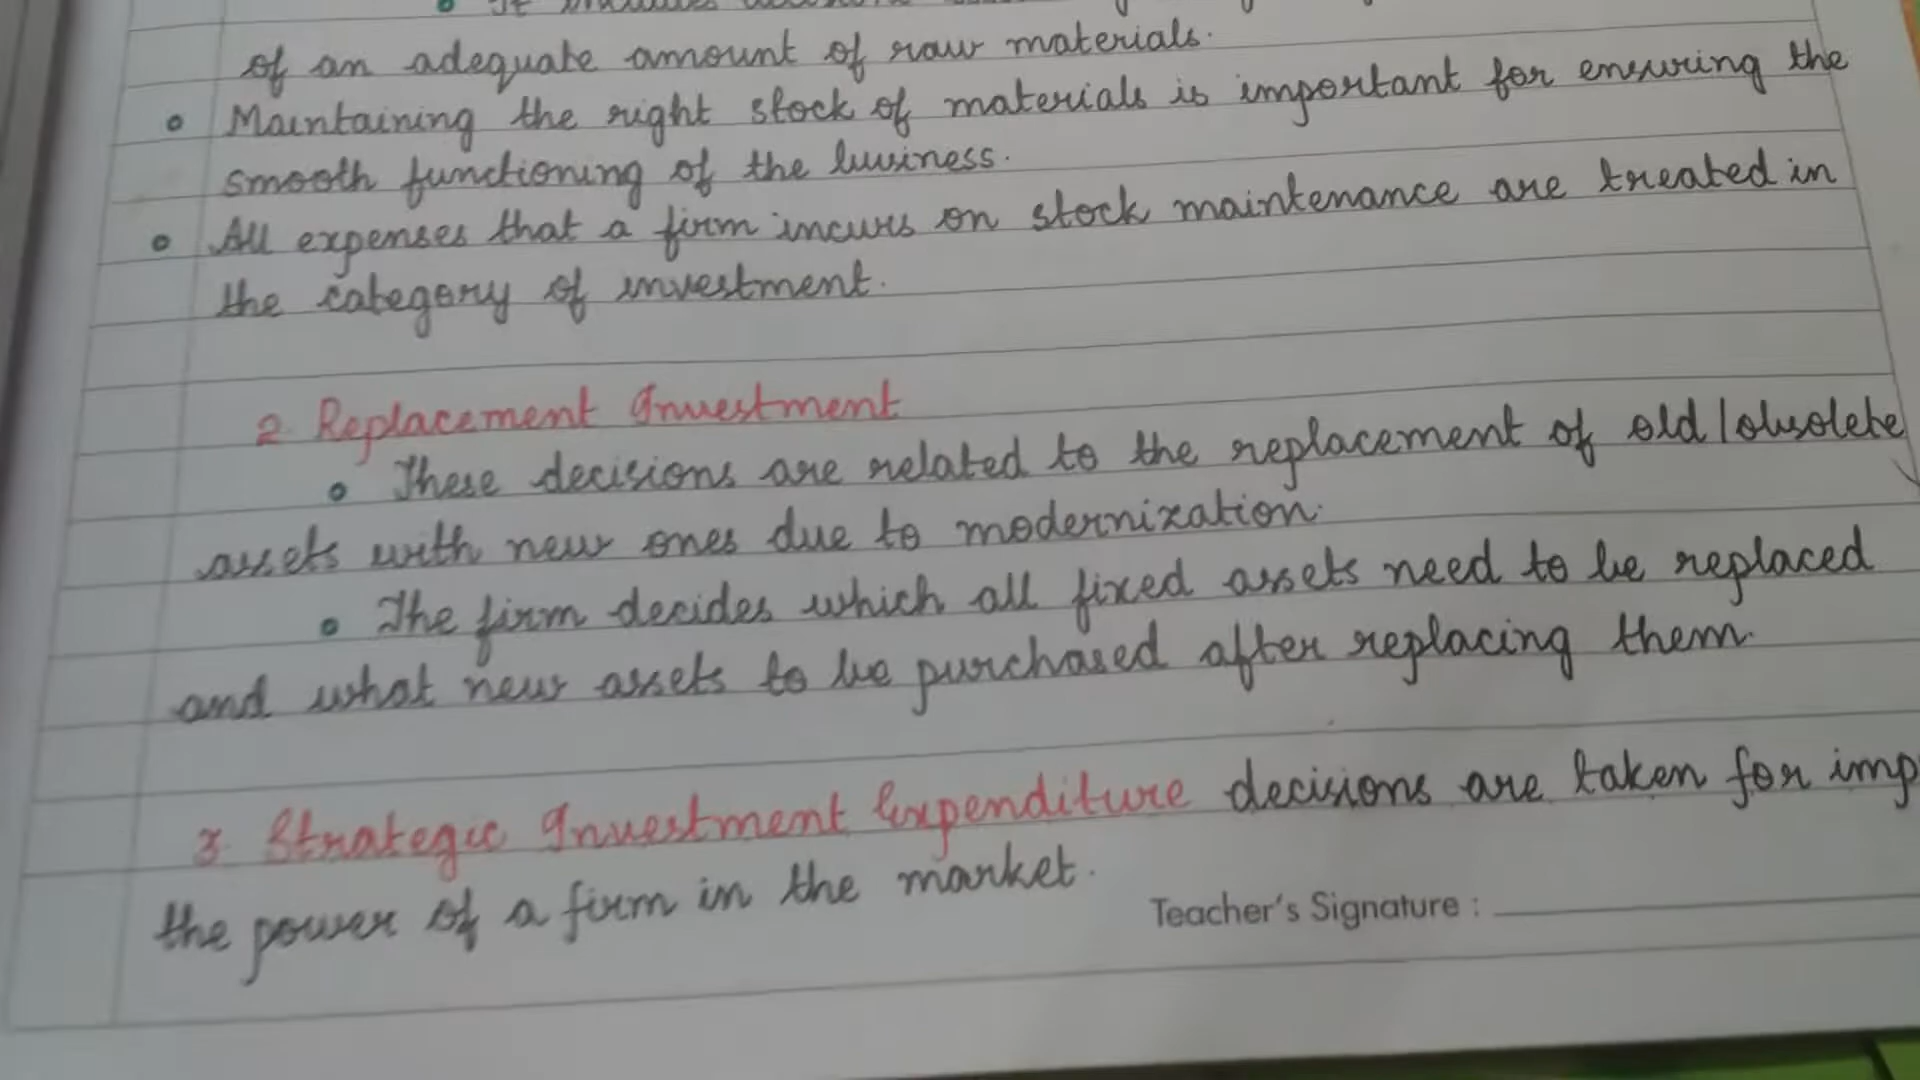 of an adequate amount of raw materials.
Maintaining the right stock of materials is important for ensuring the
smooth functioning of the business.
All expenses that a firm incurs on stock maintenance are treated in
the category of investment.
2. Replacement Investment
These decisions are related to the replacement of old/obsolete
assets with new ones due to modernization.
The firm decides which all fixed assets need to be replaced
and what new assets to be purchased after replacing them.
3. Strategic Investment Expenditure decisions are taken for imp
the power of a firm in the market.
Teacher's Signature :